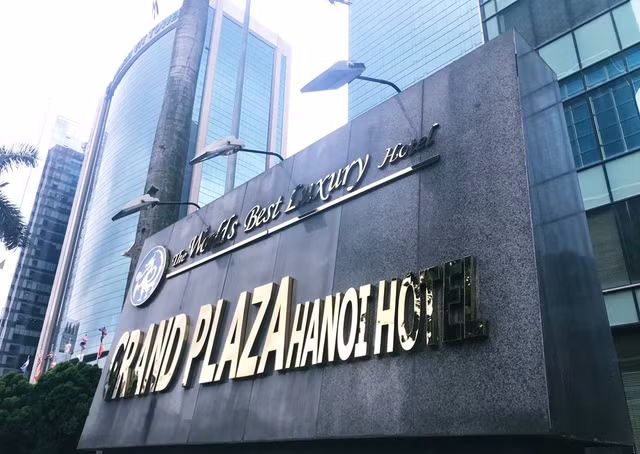 The World's Best Luxury Hotel
GRAND PLAZA HANOI HOTEL